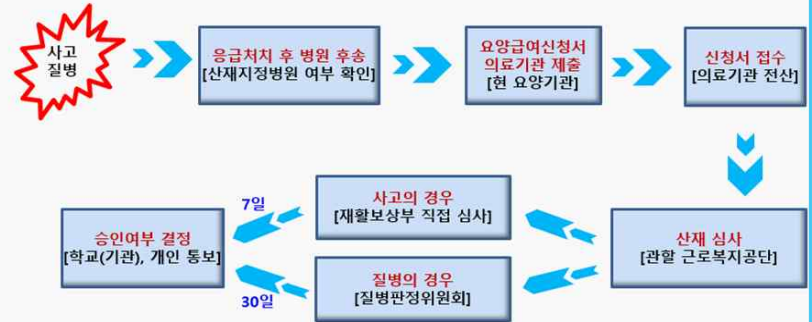 사고
질병
응급처치 후 병원 후송
[산재지정병원 여부 확인]
요양급여신청서
의료기관 제출
[현 요양기관]
신청서 접수
[의료기관 전산]
산재 심사
[관할 근로복지공단]
사고의 경우
[재활보상부 직접 심사]
질병의 경우
[질병판정위원회]
7일
30일
승인여부 결정
[학교(기관), 개인 통보]